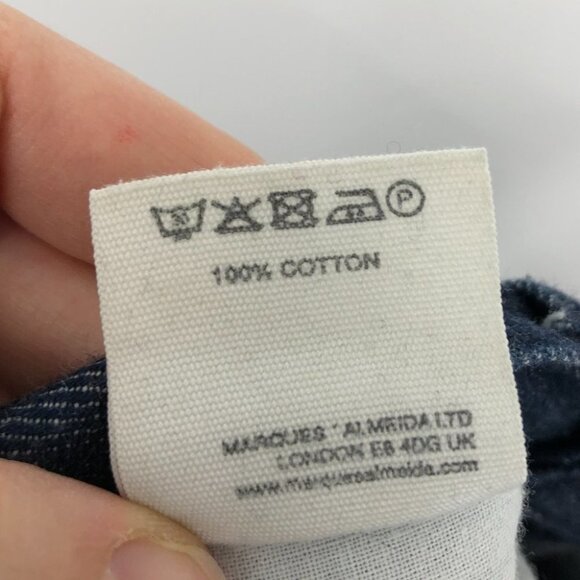 P
100% COTTON
MARQUES ' ALMEIDA LTD
LONDON E8 4DG UK
www.marquesalmeida.com